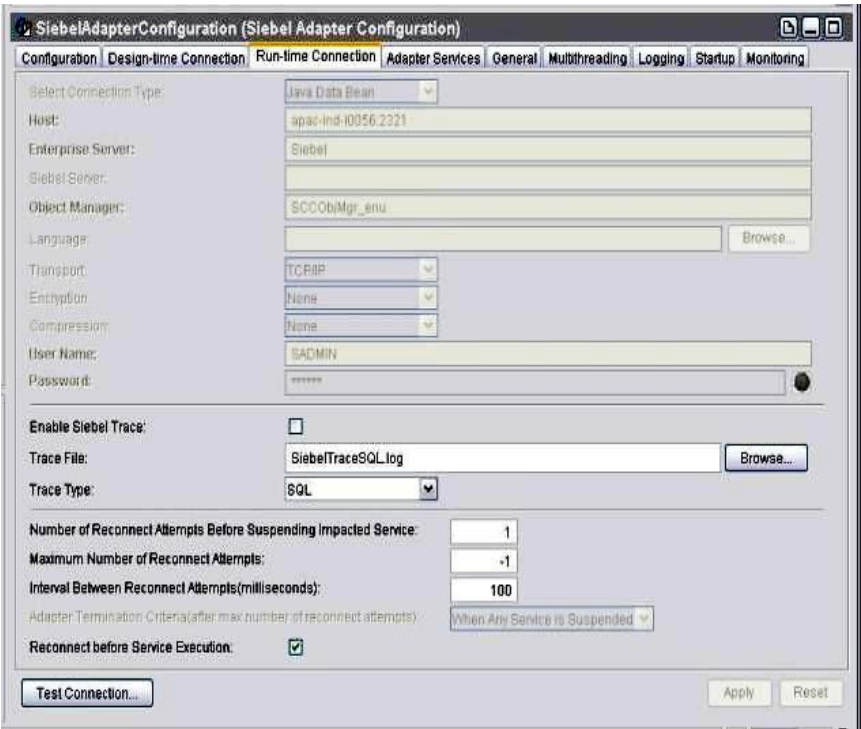 SiebelAdapterConfiguration (Siebel Adapter Configuration)
Configuration Design-time Connection Run-time Connection Adapter Services General Multithreading Logging Startup Monitoring
Select Connection Type: Java Data Bean
Host: apac-ind-l0056:2321
Enterprise Server: Siebel
Siebel Server:
Object Manager: SCCObjMgr_enu
Language: Browse...
Transport: TCP/IP
Encryption: None
Compression: None
User Name: SADMIN
Password: ******
Enable Siebel Trace:
Trace File: SiebelTraceSQL.log Browse...
Trace Type: SQL
Number of Reconnect Attempts Before Suspending Impacted Service: 1
Maximum Number of Reconnect Attempts: -1
Interval Between Reconnect Attempts(milliseconds): 100
Adapter Termination Criteria(after max number of reconnect attempts): When Any Service is Suspended
Reconnect before Service Execution:
Test Connection... Apply Reset